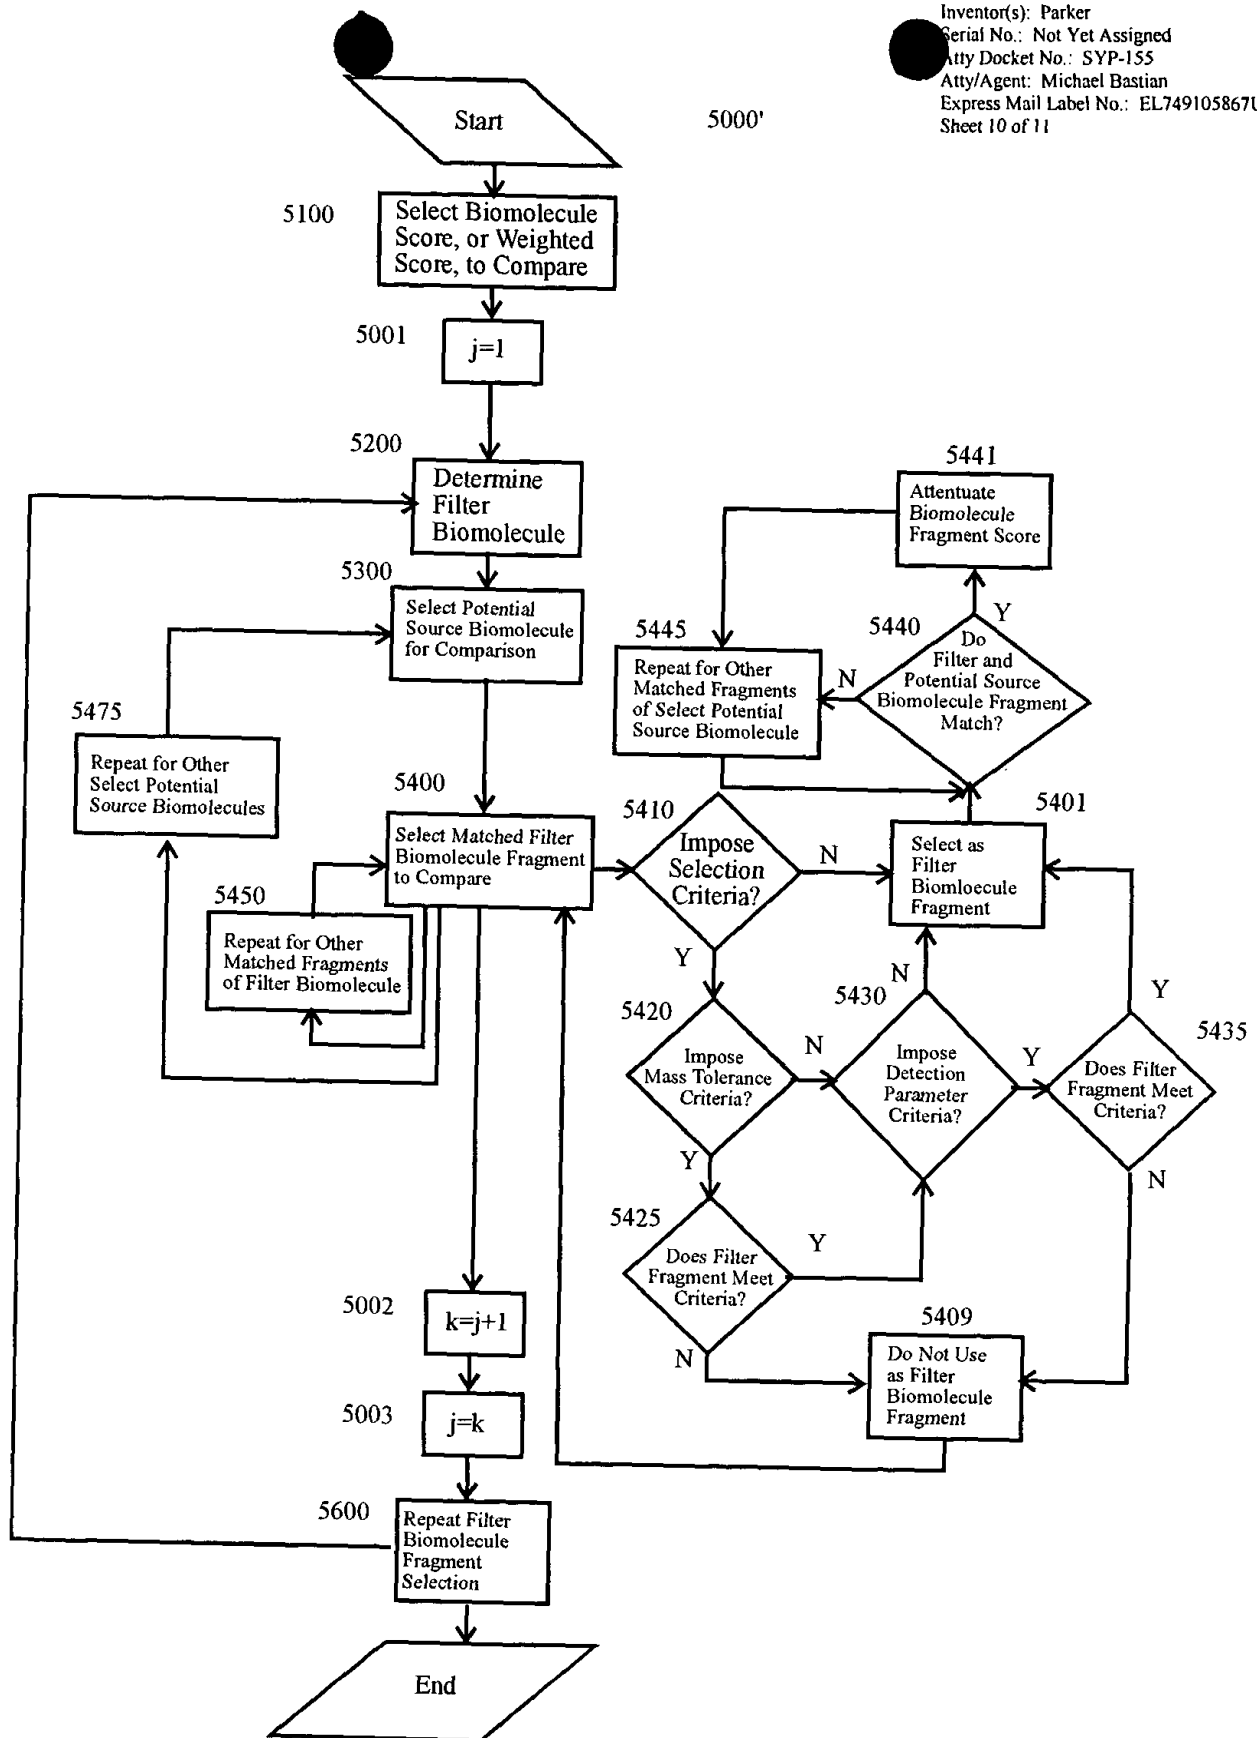 Inventor(s): Parker
Serial No.: Not Yet Assigned
Atty Docket No.: SYP-155
Atty/Agent: Michael Bastian
Express Mail Label No.: EL749105867U
Sheet 10 of 11
5000'
Start
5100
Select Biomolecule
Score, or Weighted
Score, to Compare
5001
j=1
5200
Determine
Filter
Biomolecule
5300
Select Potential
Source Biomolecule
for Comparison
5475
Repeat for Other
Select Potential
Source Biomolecules
5400
Select Matched Filter
Biomolecule Fragment
to Compare
5450
Repeat for Other
Matched Fragments
of Filter Biomolecule
5441
Attentuate
Biomolecule
Fragment Score
5440
Y
Do
Filter and
Potential Source
Biomolecule Fragment
Match?
N
5445
Repeat for Other
Matched Fragments
of Select Potential
Source Biomolecule
5410
Impose
Selection
Criteria?
N
Y
5401
Select as
Filter
Biomloecule
Fragment
5420
Impose
Mass Tolerance
Criteria?
N
Y
5430
N
Impose
Detection
Parameter
Criteria?
Y
5435
Y
Does Filter
Fragment Meet
Criteria?
N
5425
Does Filter
Fragment Meet
Criteria?
Y
N
5409
Do Not Use
as Filter
Biomolecule
Fragment
5002
k=j+1
5003
j=k
5600
Repeat Filter
Biomolecule
Fragment
Selection
End